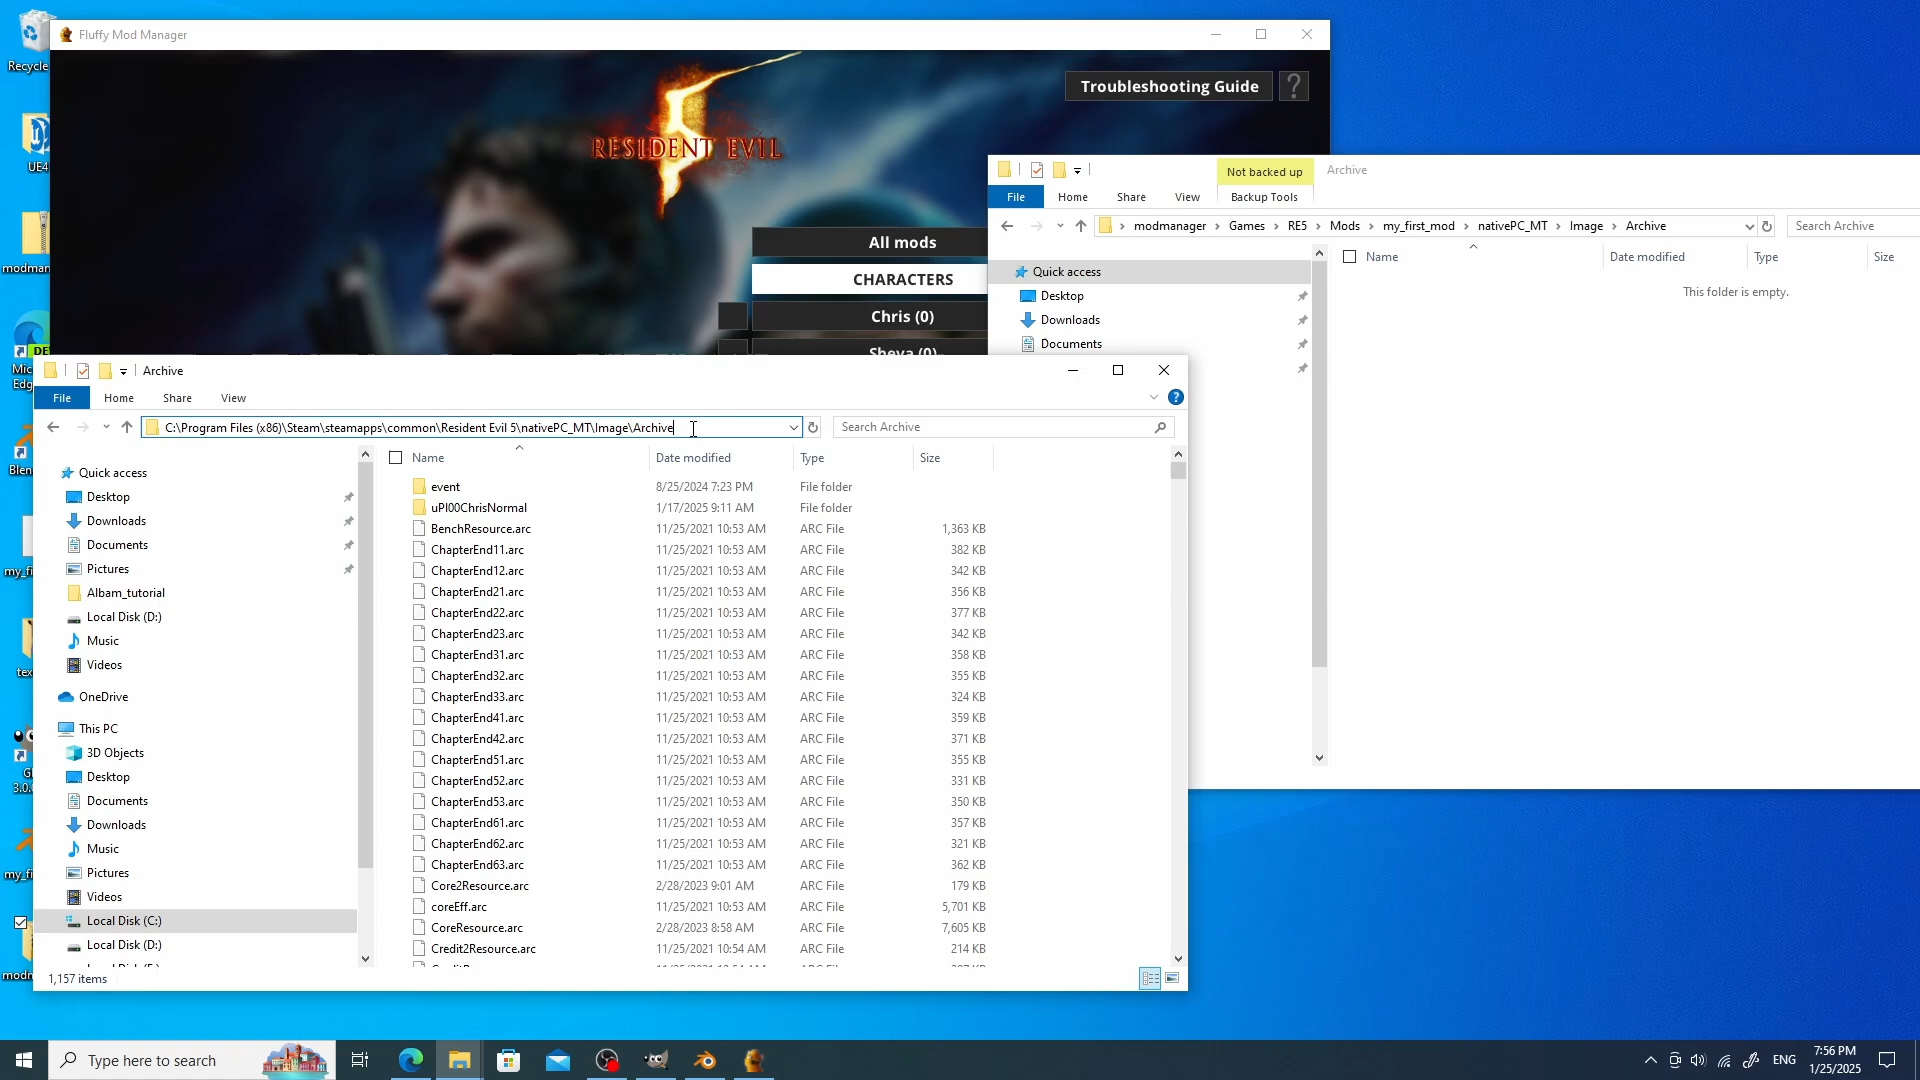 Recycle
Fluffy Mod Manager
Troubleshooting Guide
?
RESIDENT EVIL
5
All mods
CHARACTERS
Chris (0)
Sheva (0)
Not backed up
Archive
File
Home
Share
View
Backup Tools
modmanager
Games
RE5
Mods
my_first_mod
nativePC_MT
Image
Archive
Search Archive
Name
Date modified
Type
Size
This folder is empty.
Quick access
Desktop
Downloads
Documents
Archive
File
Home
Share
View
C:\Program Files (x86)\Steam\steamapps\common\Resident Evil 5\nativePC_MT\Image\Archive
Search Archive
Quick access
Desktop
Downloads
Documents
Pictures
Albam_tutorial
Local Disk (D:)
Music
Videos
OneDrive
This PC
3D Objects
Desktop
Documents
Downloads
Music
Pictures
Videos
Local Disk (C:)
Local Disk (D:)
Name Date modified Type Size
event 8/25/2024 7:23 PM File folder
uPl00ChrisNormal 1/17/2025 9:11 AM File folder
BenchResource.arc 11/25/2021 10:53 AM ARC File 1,363 KB
ChapterEnd11.arc 11/25/2021 10:53 AM ARC File 382 KB
ChapterEnd12.arc 11/25/2021 10:53 AM ARC File 342 KB
ChapterEnd21.arc 11/25/2021 10:53 AM ARC File 356 KB
ChapterEnd22.arc 11/25/2021 10:53 AM ARC File 377 KB
ChapterEnd23.arc 11/25/2021 10:53 AM ARC File 342 KB
ChapterEnd31.arc 11/25/2021 10:53 AM ARC File 358 KB
ChapterEnd32.arc 11/25/2021 10:53 AM ARC File 355 KB
ChapterEnd33.arc 11/25/2021 10:53 AM ARC File 324 KB
ChapterEnd41.arc 11/25/2021 10:53 AM ARC File 359 KB
ChapterEnd42.arc 11/25/2021 10:53 AM ARC File 371 KB
ChapterEnd51.arc 11/25/2021 10:53 AM ARC File 355 KB
ChapterEnd52.arc 11/25/2021 10:53 AM ARC File 331 KB
ChapterEnd53.arc 11/25/2021 10:53 AM ARC File 350 KB
ChapterEnd61.arc 11/25/2021 10:53 AM ARC File 357 KB
ChapterEnd62.arc 11/25/2021 10:53 AM ARC File 321 KB
ChapterEnd63.arc 11/25/2021 10:53 AM ARC File 362 KB
Core2Resource.arc 2/28/2023 9:01 AM ARC File 179 KB
coreEff.arc 11/25/2021 10:53 AM ARC File 5,701 KB
CoreResource.arc 2/28/2023 8:58 AM ARC File 7,605 KB
Credit2Resource.arc 11/25/2021 10:54 AM ARC File 214 KB
1,157 items
UE4
modman
DE
Mic
Edg
Blen
my_fi
tex
GI
3.0.
my_fi
modn
Type here to search
ENG
7:56 PM
1/25/2025